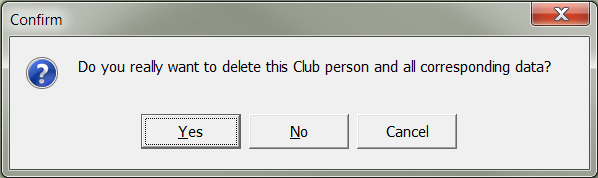 Confirm
Do you really want to delete this Club person and all corresponding data?
Yes
No
Cancel